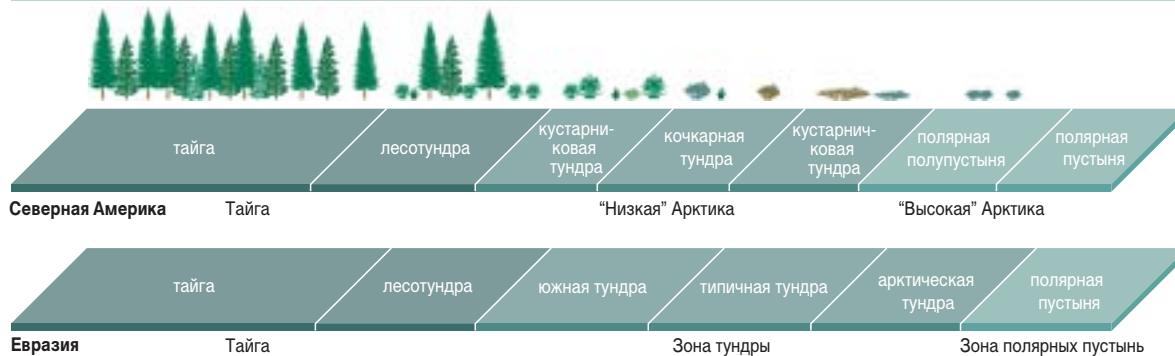 тайга
лесотундра
кустарни-
ковая
тундра
кочкарная
тундра
кустарнич-
ковая
тундра
полярная
полупустыня
полярная
пустыня
Северная Америка Тайга "Низкая" Арктика "Высокая" Арктика
тайга
лесотундра
южная тундра
типичная тундра
арктическая
тундра
полярная
пустыня
Евразия Тайга Зона тундры Зона полярных пустынь